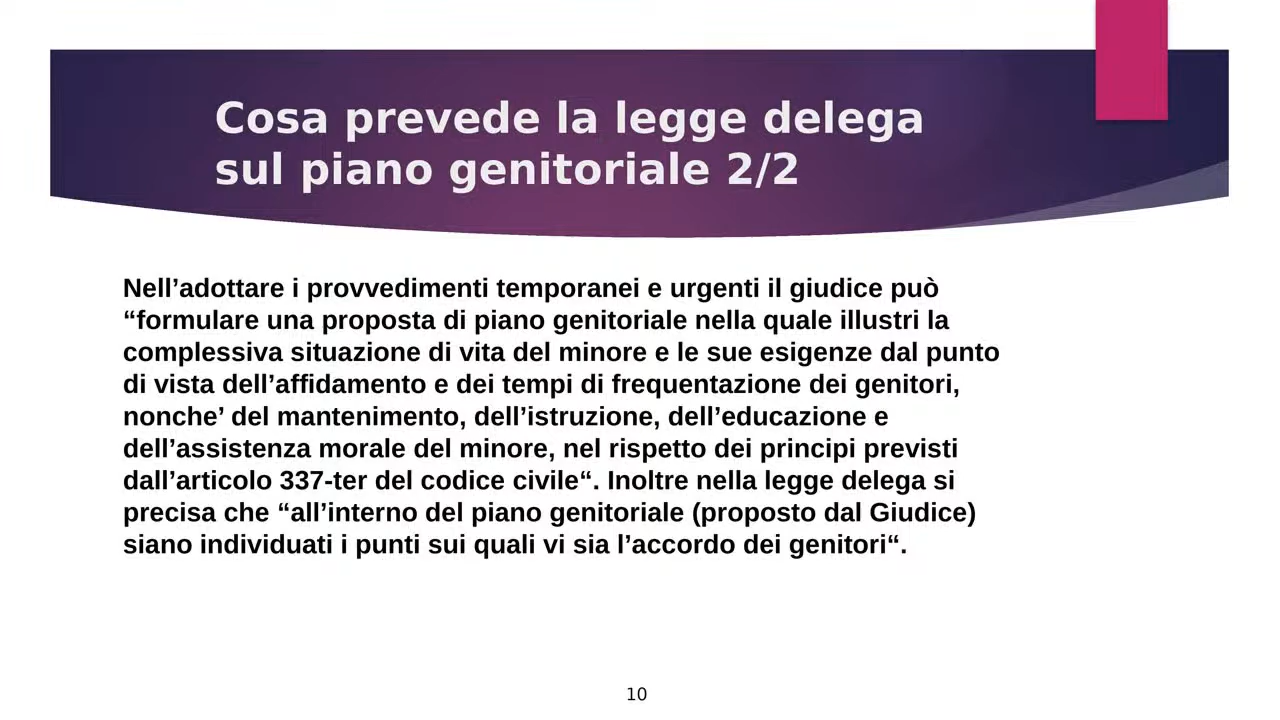 Cosa prevede la legge delega
sul piano genitoriale 2/2
Nell’adottare i provvedimenti temporanei e urgenti il giudice può
“formulare una proposta di piano genitoriale nella quale illustri la
complessiva situazione di vita del minore e le sue esigenze dal punto
di vista dell’affidamento e dei tempi di frequentazione dei genitori,
nonche’ del mantenimento, dell’istruzione, dell’educazione e
dell’assistenza morale del minore, nel rispetto dei principi previsti
dall’articolo 337-ter del codice civile“. Inoltre nella legge delega si
precisa che “all’interno del piano genitoriale (proposto dal Giudice)
siano individuati i punti sui quali vi sia l’accordo dei genitori“.
10